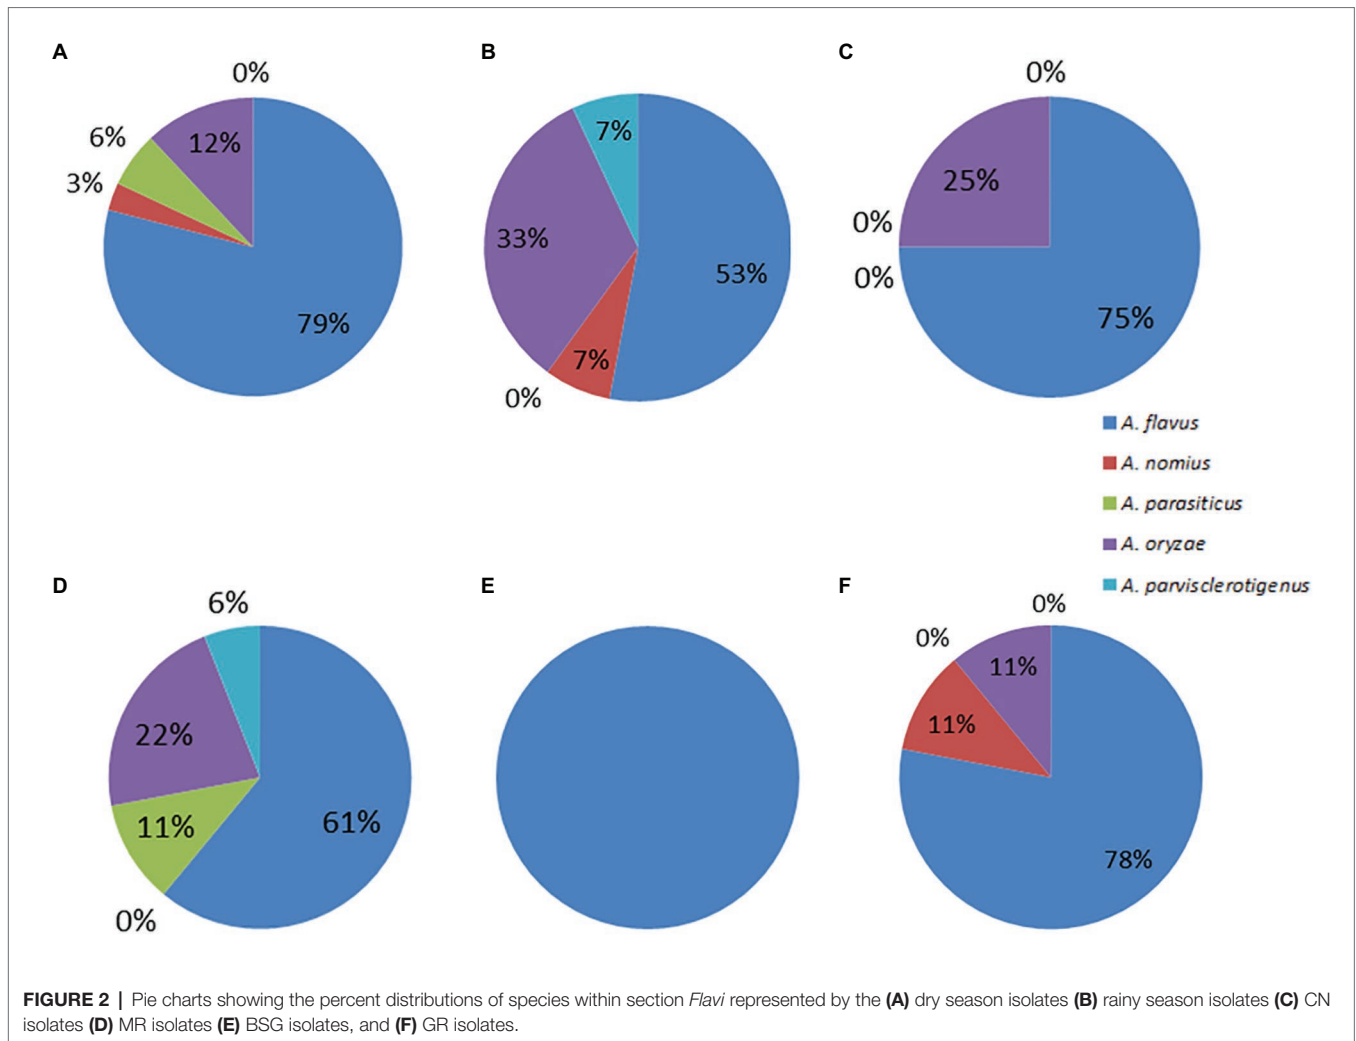 A
0%
6%
12%
3%
79%
B
7%
33%
53%
7%
0%
C
0%
25%
0%
0%
75%
A. flavus
A. nomius
A. parasiticus
A. oryzae
A. parvisclerotigenus
D
6%
22%
61%
11%
0%
E
F
0%
0%
11%
11%
78%
FIGURE 2 | Pie charts showing the percent distributions of species within section Flavi represented by the (A) dry season isolates (B) rainy season isolates (C) CN
isolates (D) MR isolates (E) BSG isolates, and (F) GR isolates.